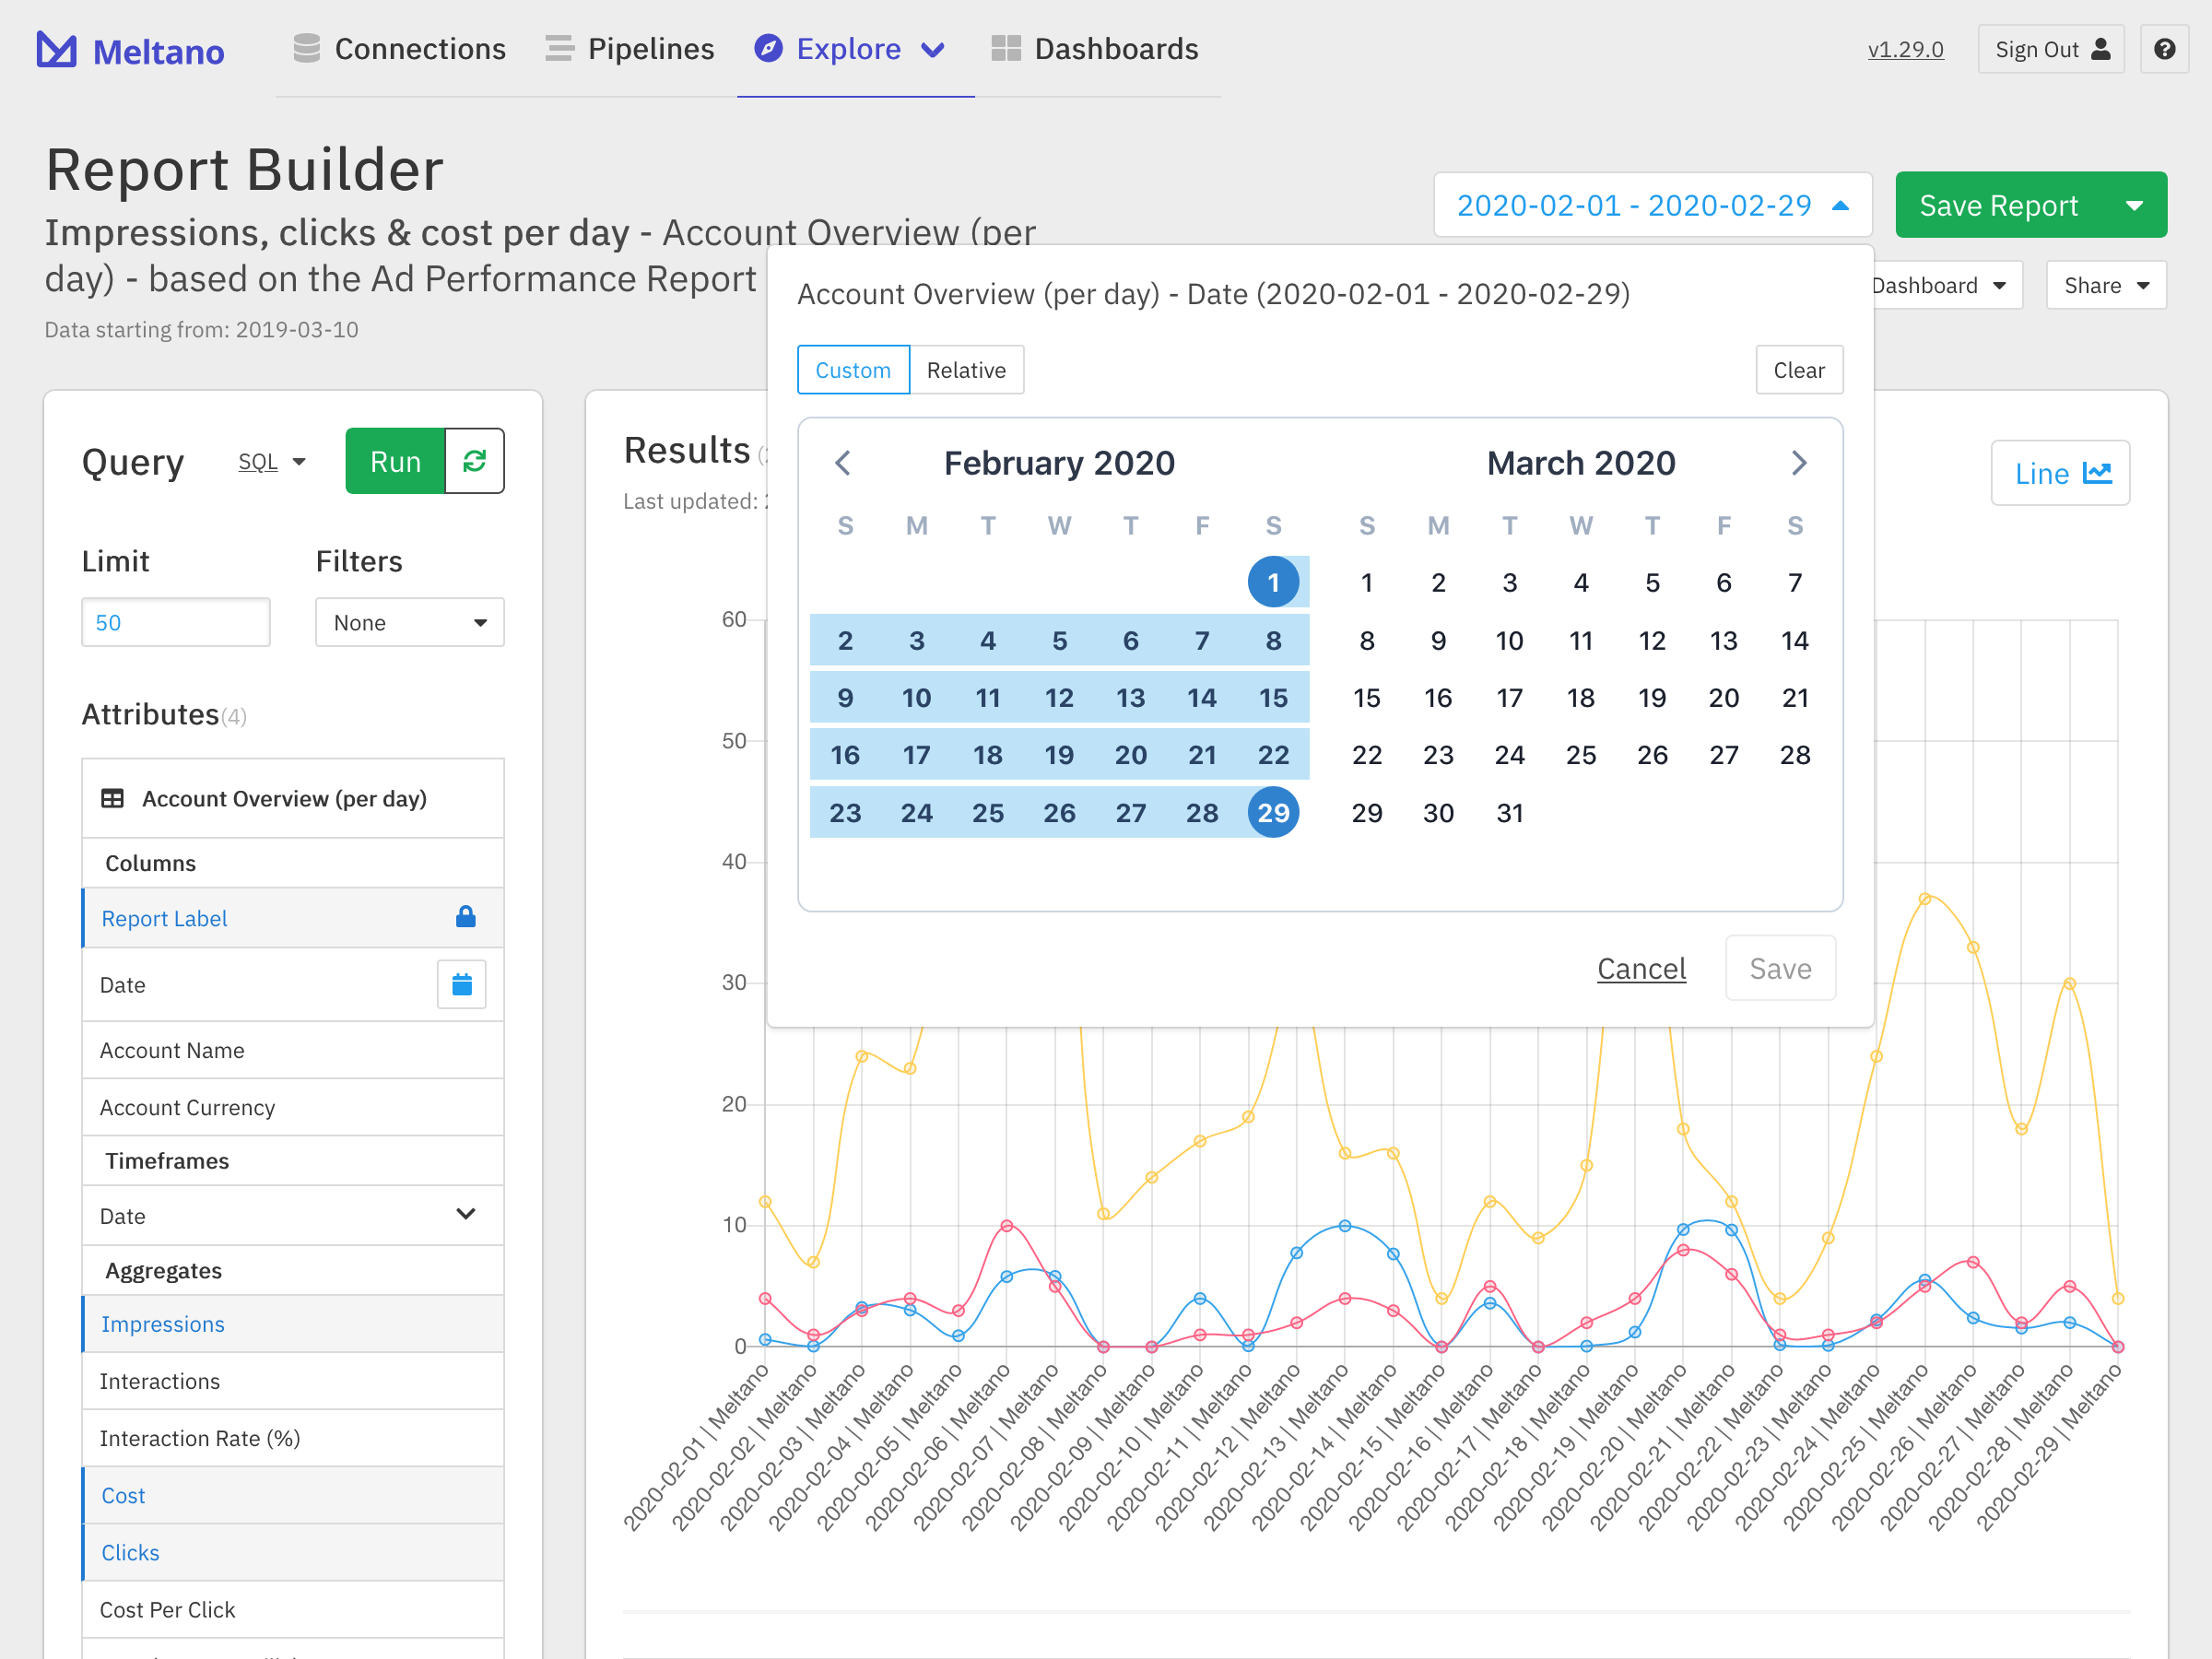 Meltano
Connections
Pipelines
Explore
Dashboards
v1.29.0
Sign Out
Report Builder
Impressions, clicks & cost per day - Account Overview (per
day) - based on the Ad Performance Report
Data starting from: 2019-03-10
2020-02-01 - 2020-02-29
Save Report
Dashboard
Share
Account Overview (per day) - Date (2020-02-01 - 2020-02-29)
Custom
Relative
Clear
February 2020
S M T W T F S
1
2 3 4 5 6 7 8
9 10 11 12 13 14 15
16 17 18 19 20 21 22
23 24 25 26 27 28 29
March 2020
S M T W T F S
1 2 3 4 5 6 7
8 9 10 11 12 13 14
15 16 17 18 19 20 21
22 23 24 25 26 27 28
29 30 31
Cancel
Save
Query
SQL
Run
Limit
Filters
50
None
Attributes(4)
Account Overview (per day)
Columns
Report Label
Date
Account Name
Account Currency
Timeframes
Date
Aggregates
Impressions
Interactions
Interaction Rate (%)
Cost
Clicks
Cost Per Click
Results
Last updated:
Line
60
50
40
30
20
10
0
2020-02-01 | Meltano
2020-02-02 | Meltano
2020-02-03 | Meltano
2020-02-04 | Meltano
2020-02-05 | Meltano
2020-02-06 | Meltano
2020-02-07 | Meltano
2020-02-08 | Meltano
2020-02-09 | Meltano
2020-02-10 | Meltano
2020-02-11 | Meltano
2020-02-12 | Meltano
2020-02-13 | Meltano
2020-02-14 | Meltano
2020-02-15 | Meltano
2020-02-16 | Meltano
2020-02-17 | Meltano
2020-02-18 | Meltano
2020-02-19 | Meltano
2020-02-20 | Meltano
2020-02-21 | Meltano
2020-02-22 | Meltano
2020-02-23 | Meltano
2020-02-24 | Meltano
2020-02-25 | Meltano
2020-02-26 | Meltano
2020-02-27 | Meltano
2020-02-28 | Meltano
2020-02-29 | Meltano